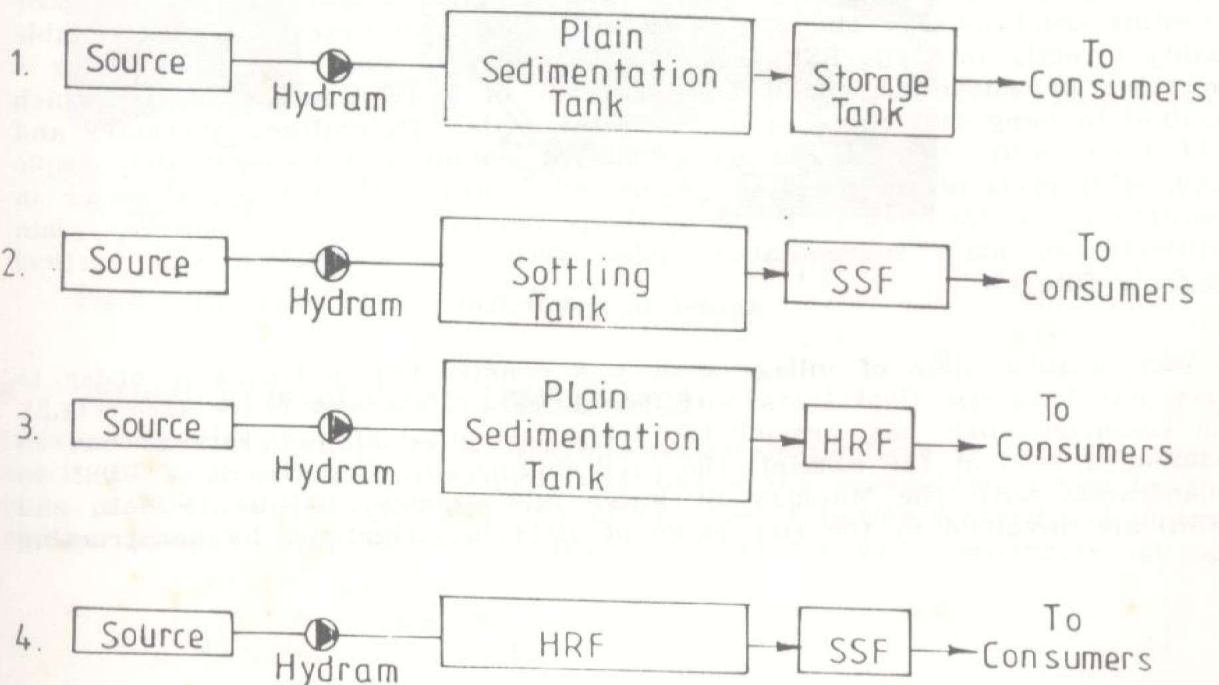 1. Source
Hydram
Plain
Sedimentation
Tank
Storage
Tank
To
Consumers
2. Source
Hydram
Sottling
Tank
SSF
To
Consumers
3. Source
Hydram
Plain
Sedimentation
Tank
HRF
To
Consumers
4. Source
Hydram
HRF
SSF
To
Consumers